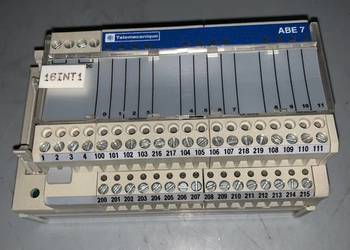 Telemecanique ABE 7
16INT1
0 1 2 3 4 5 6 7 8 9 10 11
1 2 3 4 100 101 102 103 216 217 104 105 106 107 218 219 108 109 110 111
200 201 202 203 204 205 206 207 208 209 210 211 212 213 214 215